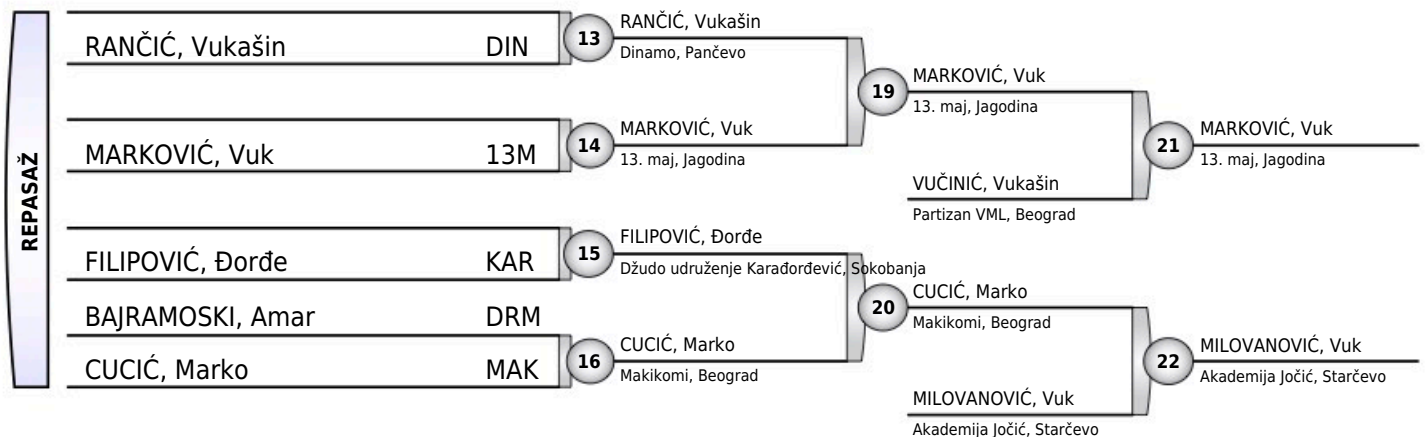 REPASAŽ
RANČIĆ, Vukašin DIN
MARKOVIĆ, Vuk 13M
FILIPOVIĆ, Đorđe KAR
BAJRAMOSKI, Amar DRM
CUCIĆ, Marko MAK
13
RANČIĆ, Vukašin
Dinamo, Pančevo
14
MARKOVIĆ, Vuk
13. maj, Jagodina
15
FILIPOVIĆ, Đorđe
Džudo udruženje Karađorđević, Sokobanja
16
CUCIĆ, Marko
Makikomi, Beograd
19
MARKOVIĆ, Vuk
13. maj, Jagodina
VUČINIĆ, Vukašin
Partizan VML, Beograd
20
CUCIĆ, Marko
Makikomi, Beograd
MILOVANOVIĆ, Vuk
Akademija Jočić, Starčevo
21
MARKOVIĆ, Vuk
13. maj, Jagodina
22
MILOVANOVIĆ, Vuk
Akademija Jočić, Starčevo